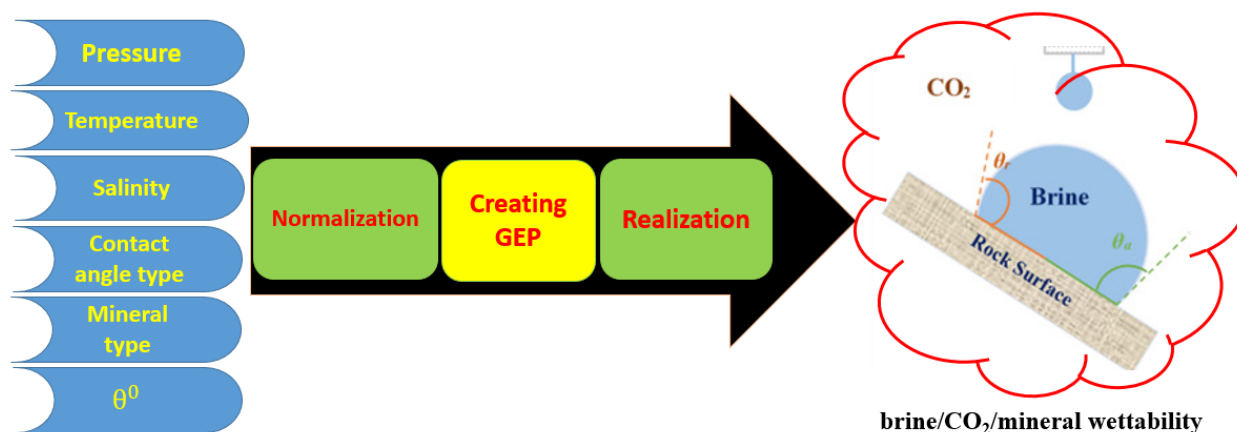 Pressure
Temperature
Salinity
Contact
angle type
Mineral
type
θ⁰
Normalization
Creating
GEP
Realization
CO₂
θr
Brine
θa
Rock Surface
brine/CO₂/mineral wettability